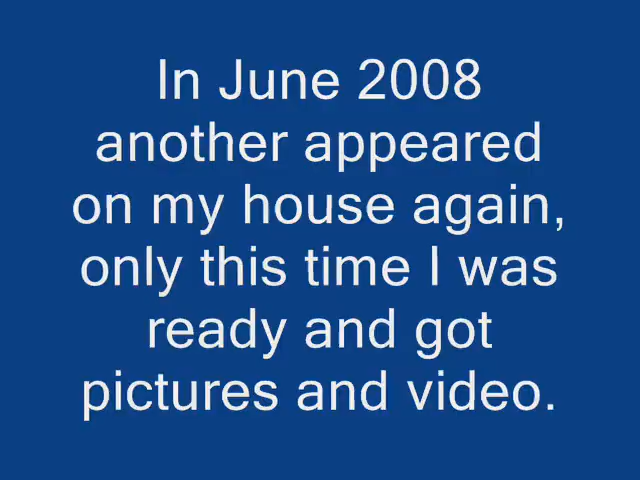 In June 2008
another appeared
on my house again,
only this time I was
ready and got
pictures and video.